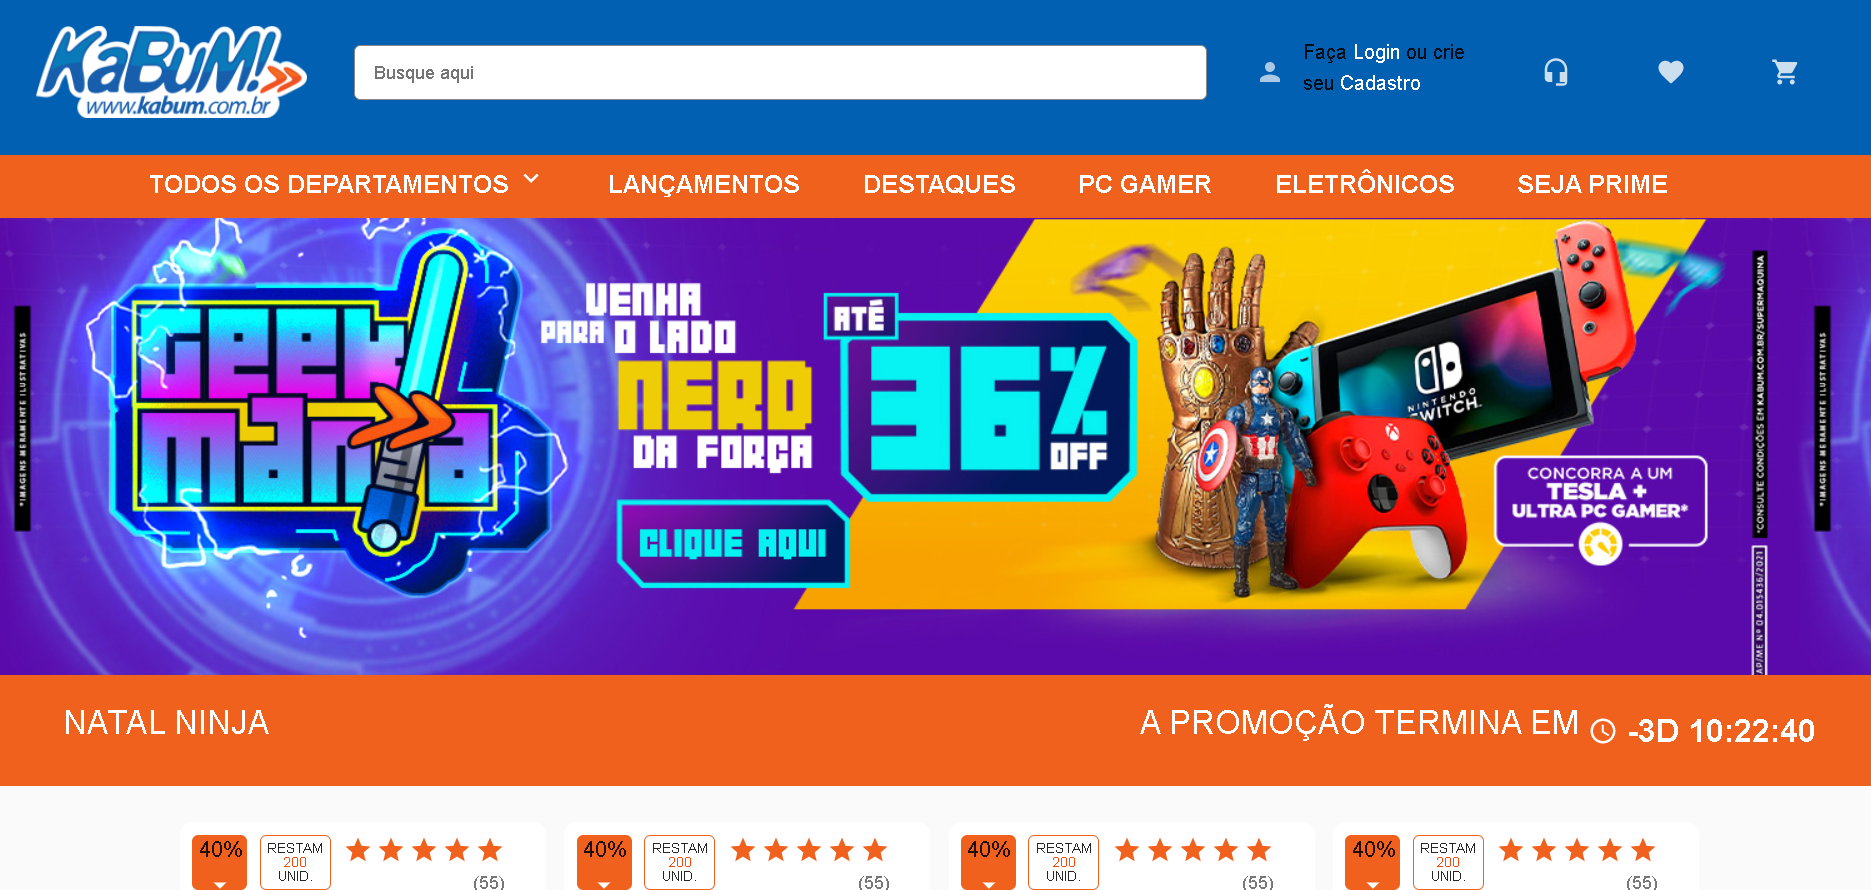 KaBuM!
www.kabum.com.br
Busque aqui
Faça Login ou crie
seu Cadastro
TODOS OS DEPARTAMENTOS
LANÇAMENTOS
DESTAQUES
PC GAMER
ELETRÔNICOS
SEJA PRIME
*IMAGENS MERAMENTE ILUSTRATIVAS
Geek
mania
VENHA
PARA O LADO
NERD
DA FORÇA
ATÉ
36%
OFF
CLIQUE AQUI
NINTENDO
SWITCH
CONCORRA A UM
TESLA +
ULTRA PC GAMER*
*CONSULTE CONDIÇÕES EM KABUM.COM.BR/SUPERMAQUINA
AP/ME Nº 04.015436/2021
*IMAGENS MERAMENTE ILUSTRATIVAS
NATAL NINJA
A PROMOÇÃO TERMINA EM -3D 10:22:40
40%
RESTAM
200
UNID.
(55)
40%
RESTAM
200
UNID.
(55)
40%
RESTAM
200
UNID.
(55)
40%
RESTAM
200
UNID.
(55)